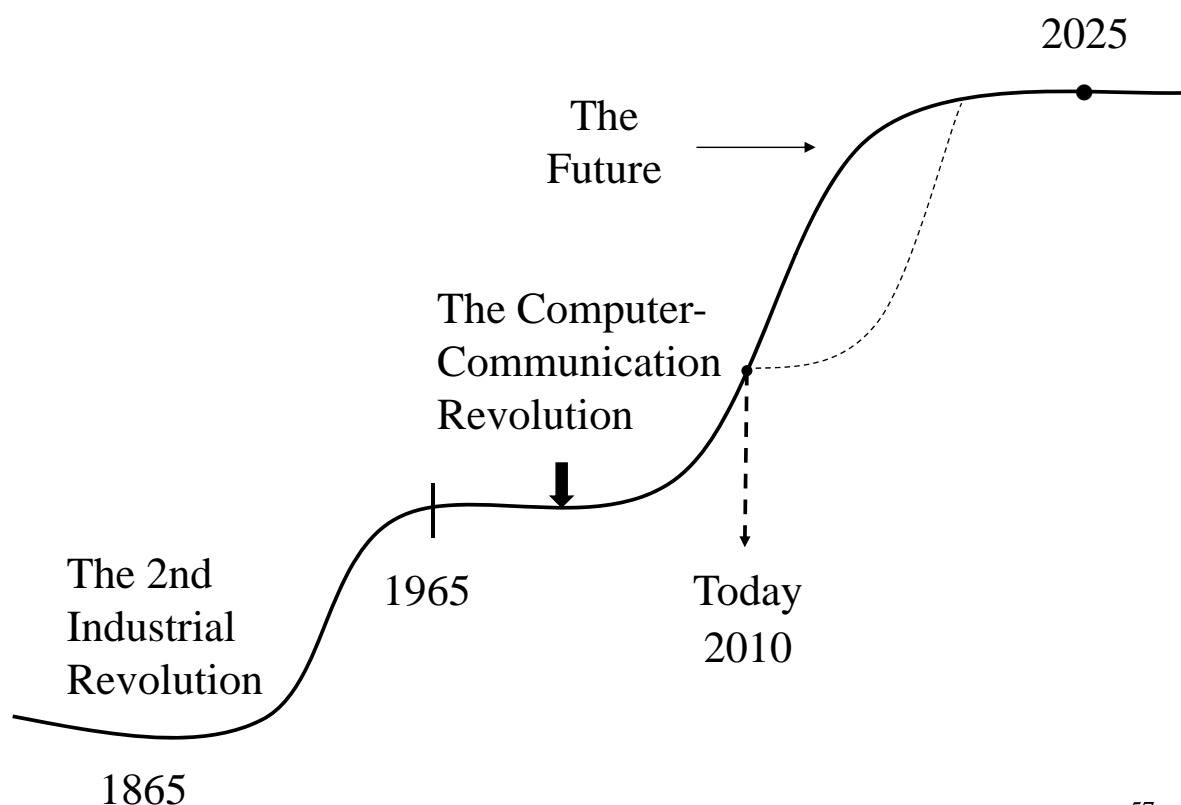 2025
The
Future
The Computer-
Communication
Revolution
The 2nd
Industrial
Revolution
1965
Today
2010
1865